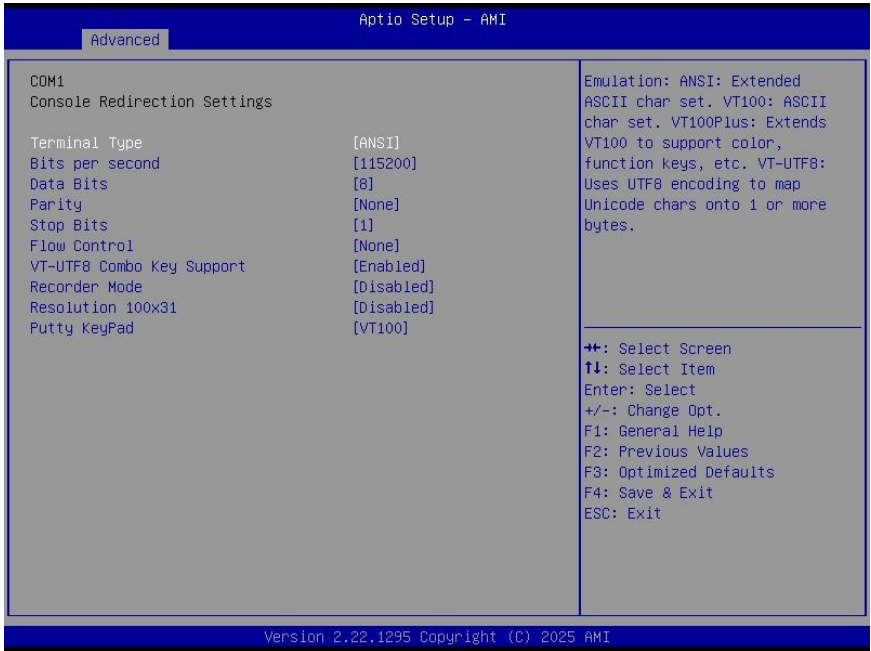 Aptio Setup - AMI
Advanced
COM1
Console Redirection Settings
Terminal Type [ANSI]
Bits per second [115200]
Data Bits [8]
Parity [None]
Stop Bits [1]
Flow Control [None]
VT-UTF8 Combo Key Support [Enabled]
Recorder Mode [Disabled]
Resolution 100x31 [Disabled]
Putty KeyPad [VT100]
Emulation: ANSI: Extended
ASCII char set. VT100: ASCII
char set. VT100Plus: Extends
VT100 to support color,
function keys, etc. VT-UTF8:
Uses UTF8 encoding to map
Unicode chars onto 1 or more
bytes.
→←: Select Screen
↑↓: Select Item
Enter: Select
+/-: Change Opt.
F1: General Help
F2: Previous Values
F3: Optimized Defaults
F4: Save & Exit
ESC: Exit
Version 2.22.1295 Copyright (C) 2025 AMI